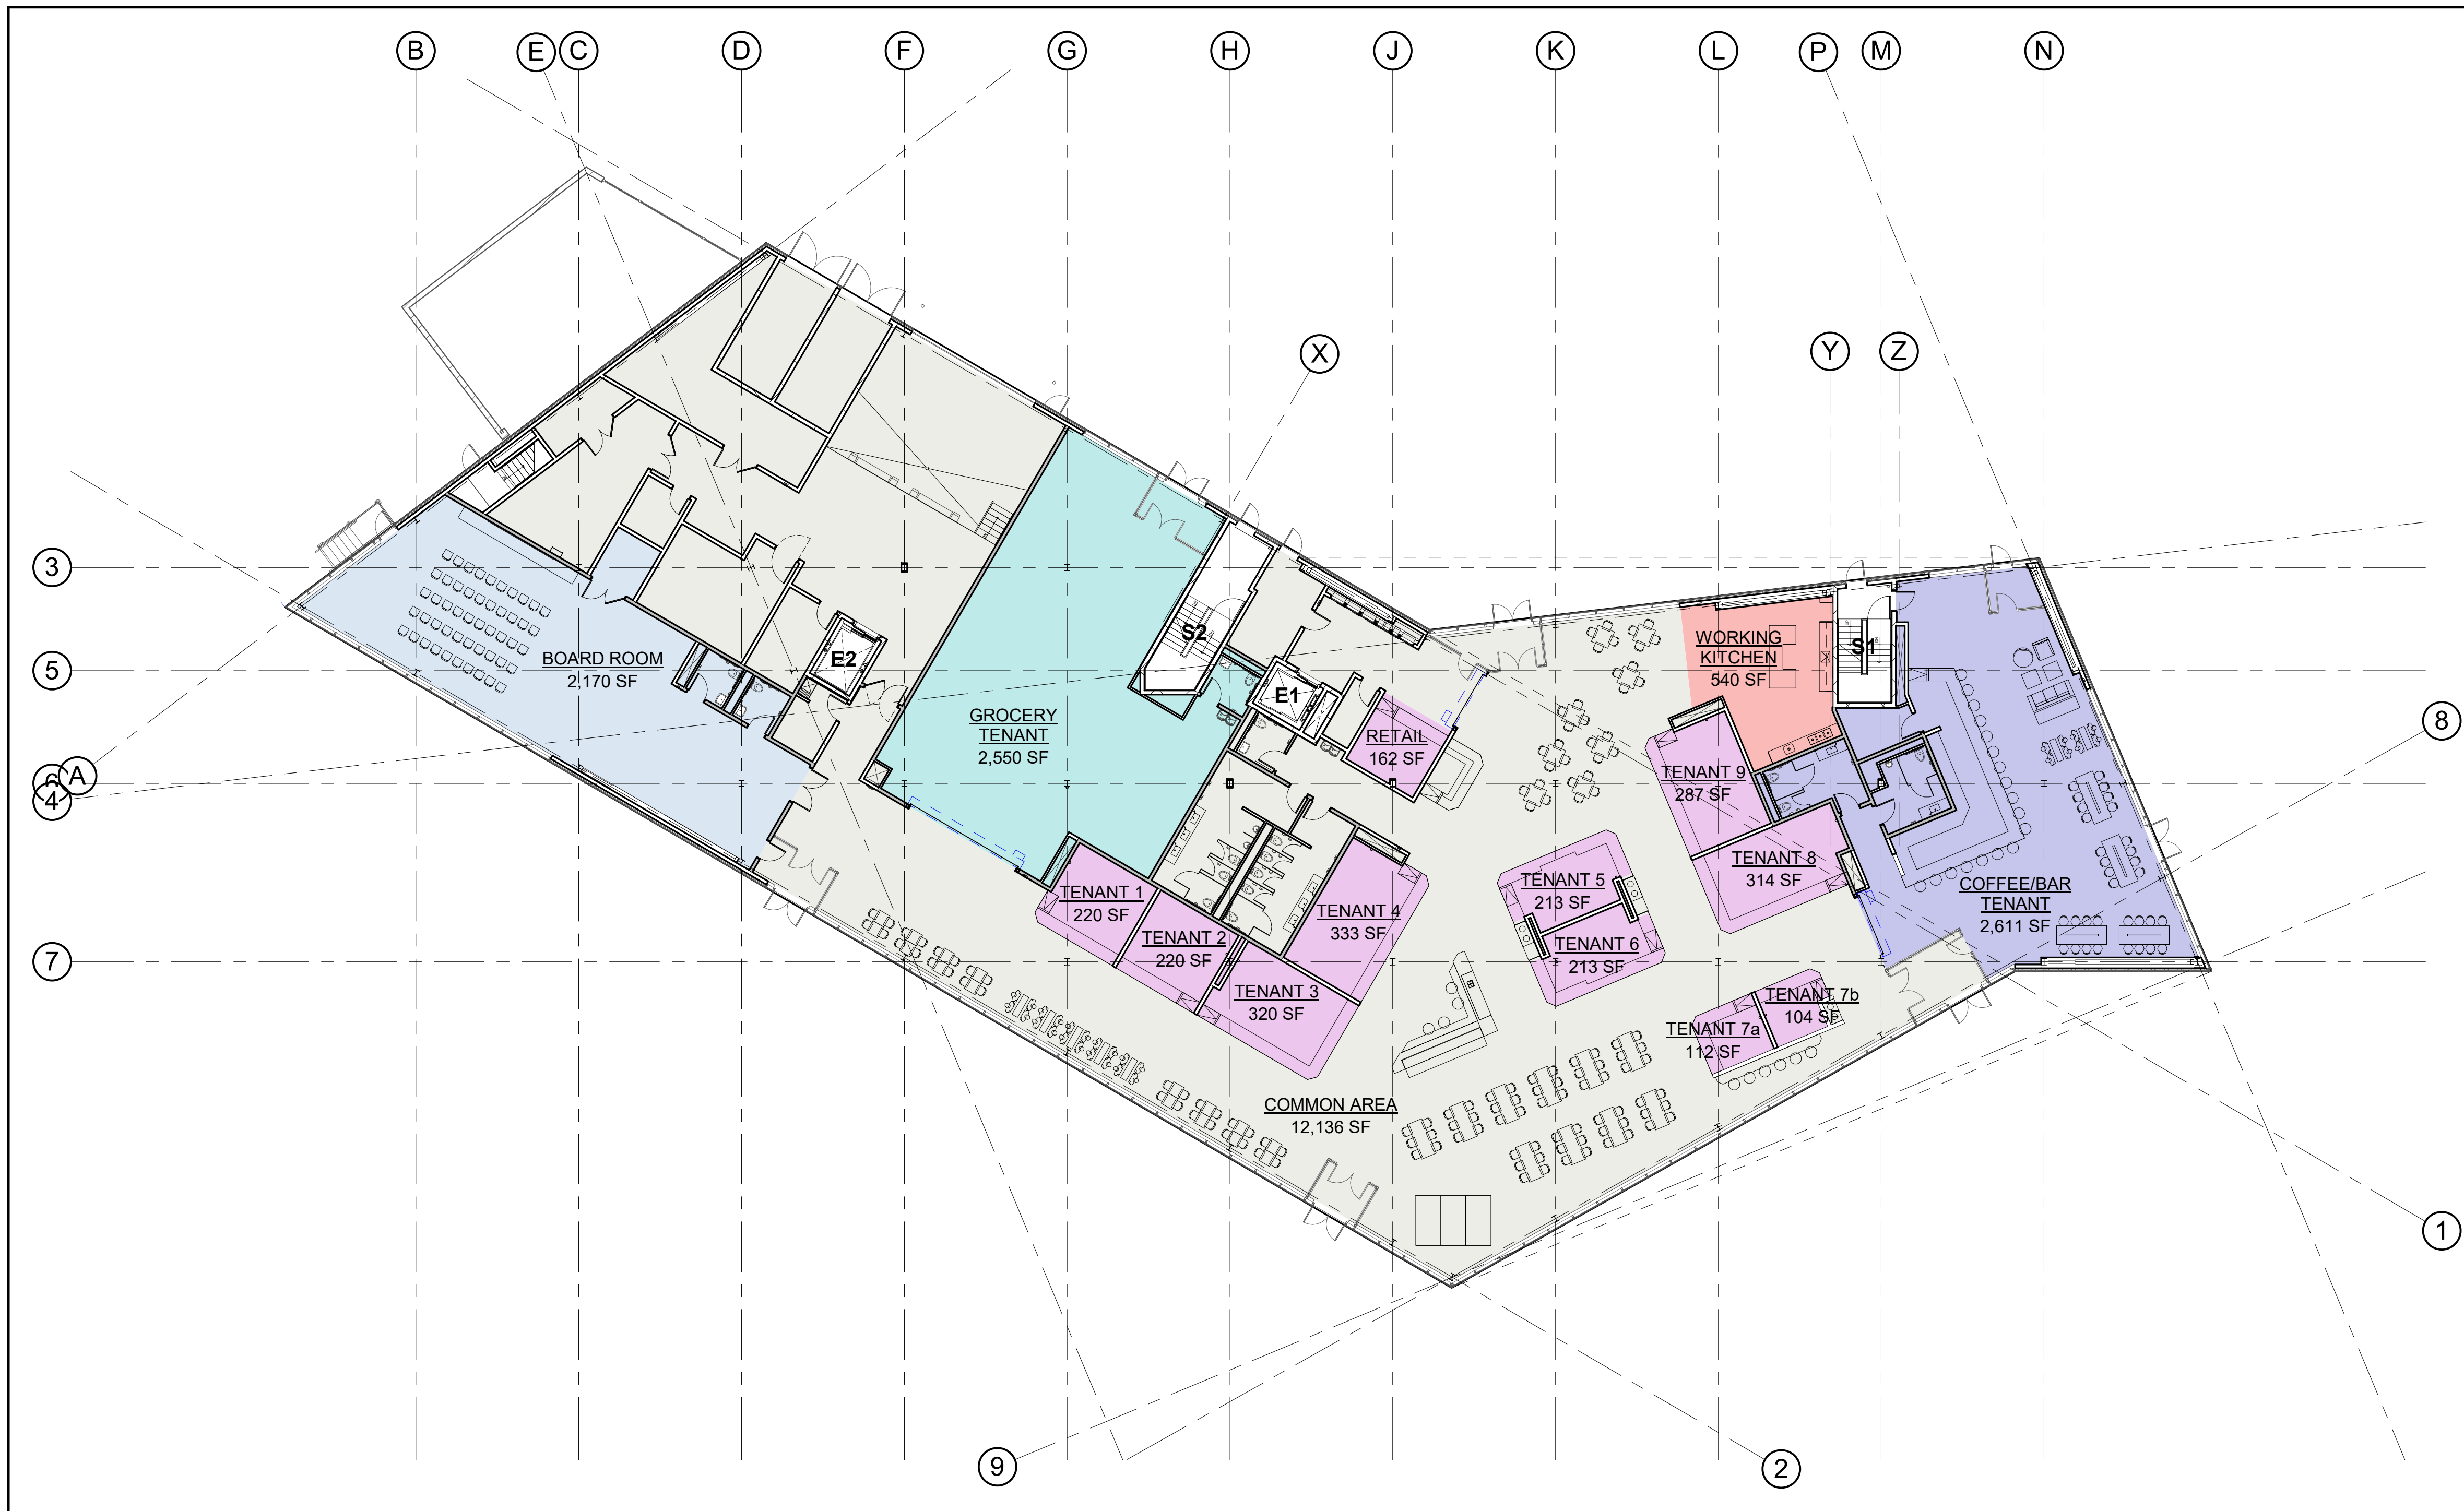 B
E
C
D
F
G
H
J
K
L
P
M
N
X
Y
Z
3
5
6
A
4
7
8
1
9
2
BOARD ROOM
2,170 SF
E2
GROCERY
TENANT
2,550 SF
S2
E1
RETAIL
162 SF
WORKING
KITCHEN
540 SF
S1
TENANT 9
287 SF
TENANT 8
314 SF
COFFEE/BAR
TENANT
2,611 SF
TENANT 1
220 SF
TENANT 2
220 SF
TENANT 3
320 SF
TENANT 4
333 SF
TENANT 5
213 SF
TENANT 6
213 SF
TENANT 7b
104 SF
TENANT 7a
112 SF
COMMON AREA
12,136 SF